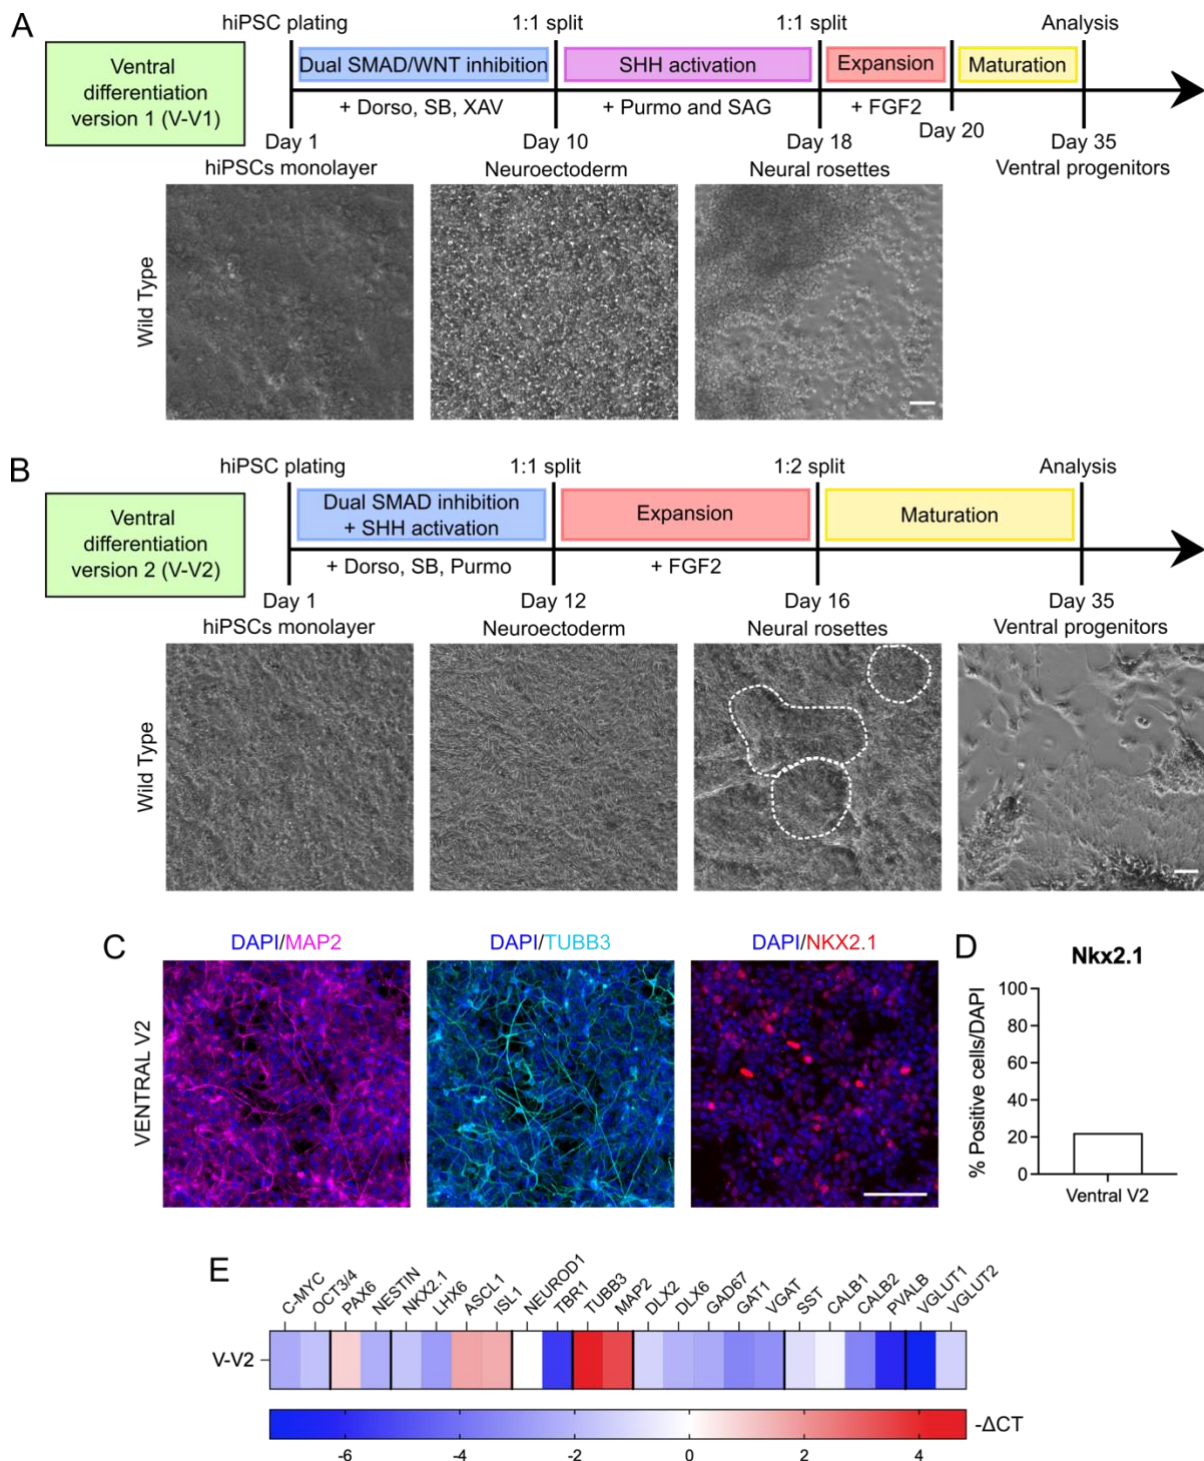 A
hiPSC plating
1:1 split
1:1 split
Analysis
Ventral
differentiation
version 1 (V-V1)
Dual SMAD/WNT inhibition
SHH activation
Expansion
Maturation
+ Dorso, SB, XAV
+ Purmo and SAG
+ FGF2
Day 1
Day 10
Day 18
Day 20
Day 35
hiPSCs monolayer
Neuroectoderm
Neural rosettes
Ventral progenitors
Wild Type
B
hiPSC plating
1:1 split
1:2 split
Analysis
Ventral
differentiation
version 2 (V-V2)
Dual SMAD inhibition
+ SHH activation
Expansion
Maturation
+ Dorso, SB, Purmo
+ FGF2
Day 1
Day 12
Day 16
Day 35
hiPSCs monolayer
Neuroectoderm
Neural rosettes
Ventral progenitors
Wild Type
C
DAPI/MAP2
DAPI/TUBB3
DAPI/NKX2.1
VENTRAL V2
D
Nkx2.1
% Positive cells/DAPI
100
80
60
40
20
0
Ventral V2
E
C-MYC
OCT3/4
PAX6
NESTIN
NKX2.1
LHX6
ASCL1
ISL1
NEUROD1
TBR1
TUBB3
MAP2
DLX2
DLX6
GAD67
GAT1
VGAT
SST
CALB1
CALB2
PVALB
VGLUT1
VGLUT2
V-V2
-ΔCT
-6
-4
-2
0
2
4